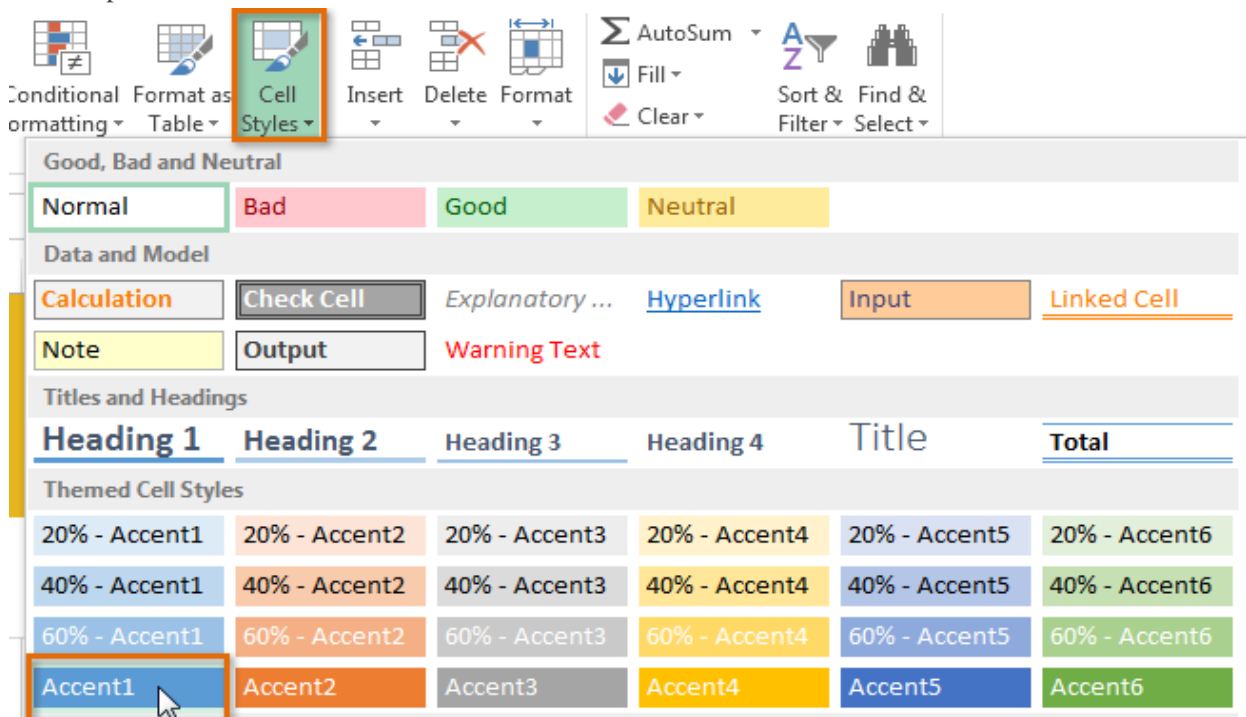 AutoSum
Fill
Clear
onditional Format as Cell Insert Delete Format Sort & Find &
ormatting Table Styles Filter Select
Good, Bad and Neutral
Normal Bad Good Neutral
Data and Model
Calculation Check Cell Explanatory ... Hyperlink Input Linked Cell
Note Output Warning Text
Titles and Headings
Heading 1 Heading 2 Heading 3 Heading 4 Title Total
Themed Cell Styles
20% - Accent1 20% - Accent2 20% - Accent3 20% - Accent4 20% - Accent5 20% - Accent6
40% - Accent1 40% - Accent2 40% - Accent3 40% - Accent4 40% - Accent5 40% - Accent6
60% - Accent1 60% - Accent2 60% - Accent3 60% - Accent4 60% - Accent5 60% - Accent6
Accent1 Accent2 Accent3 Accent4 Accent5 Accent6